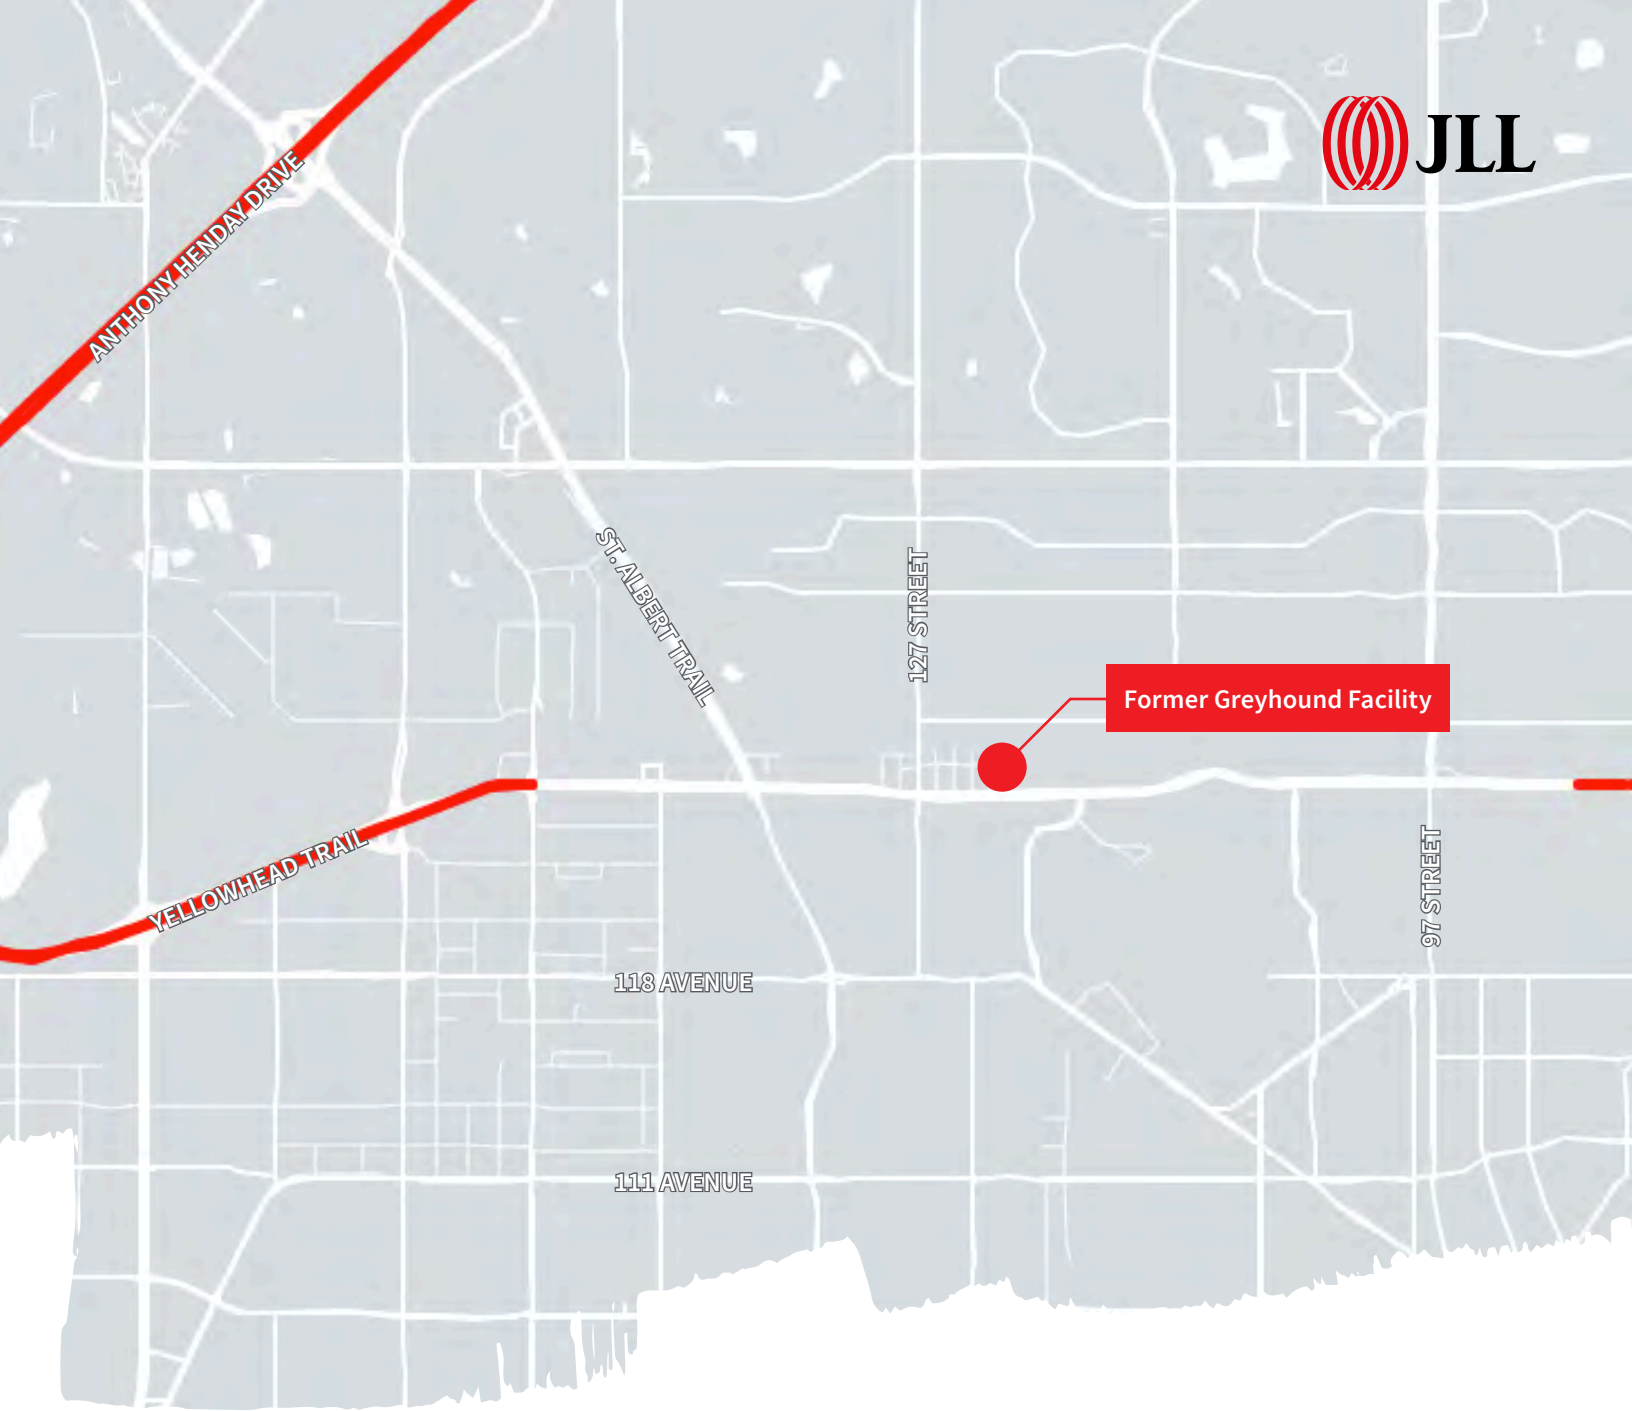 JLL
ANTHONY HENDAY DRIVE
ST. ALBERT TRAIL
127 STREET
Former Greyhound Facility
YELLOWHEAD TRAIL
97 STREET
118 AVENUE
111 AVENUE